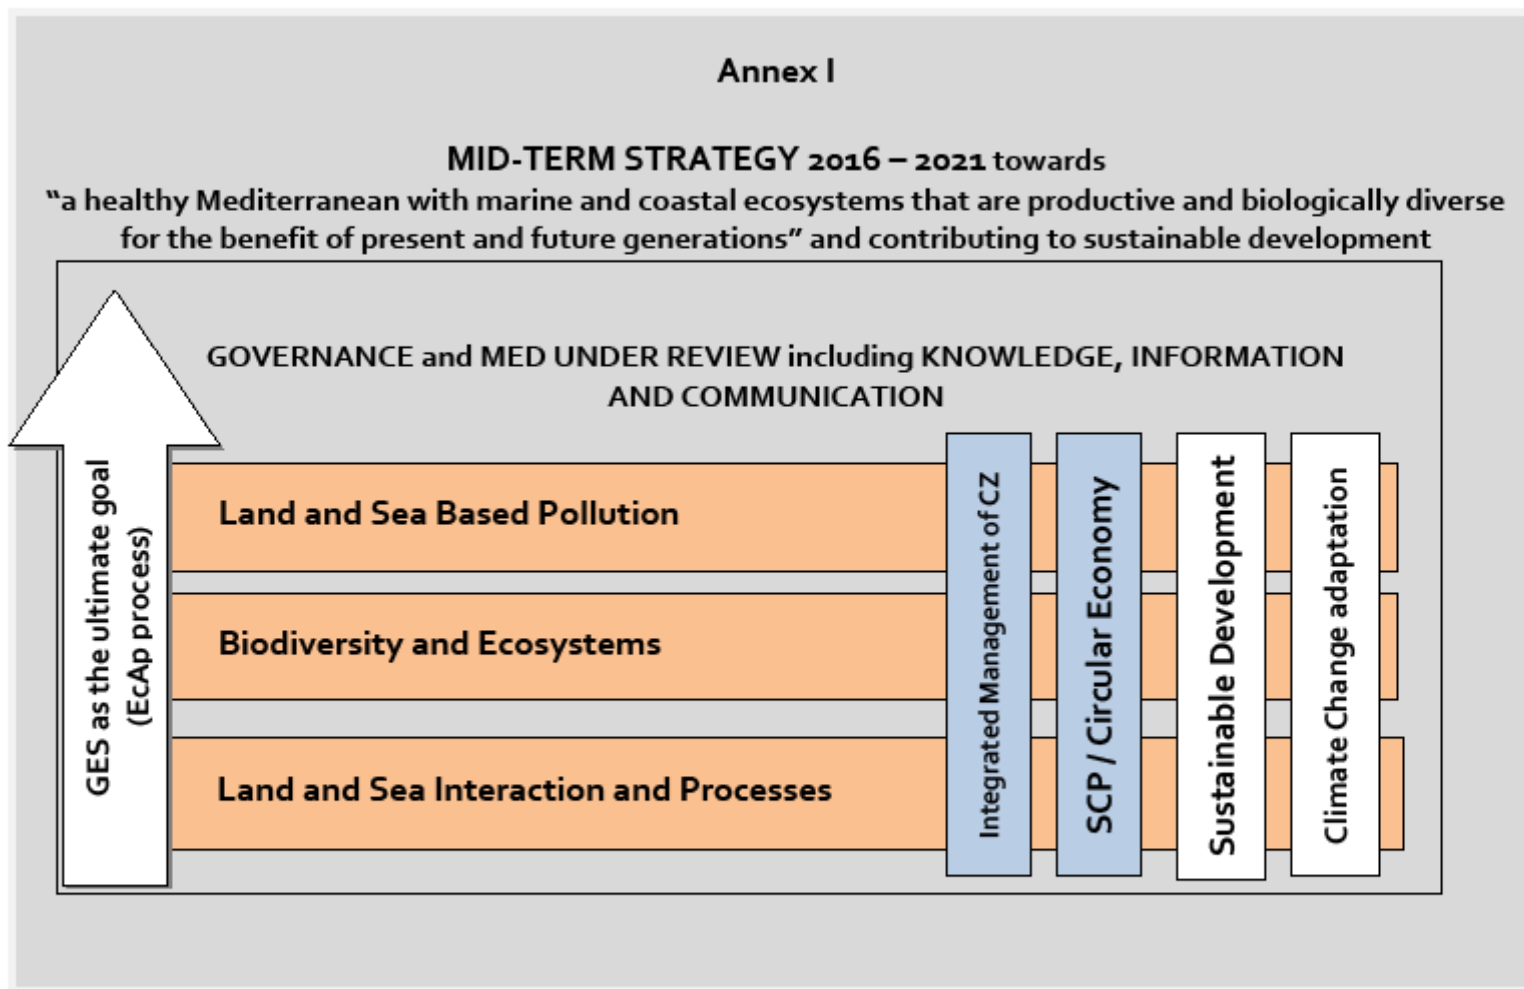 Annex I
MID-TERM STRATEGY 2016 – 2021 towards
“a healthy Mediterranean with marine and coastal ecosystems that are productive and biologically diverse
for the benefit of present and future generations” and contributing to sustainable development
GOVERNANCE and MED UNDER REVIEW including KNOWLEDGE, INFORMATION
AND COMMUNICATION
GES as the ultimate goal
(EcAp process)
Land and Sea Based Pollution
Biodiversity and Ecosystems
Land and Sea Interaction and Processes
Integrated Management of CZ
SCP / Circular Economy
Sustainable Development
Climate Change adaptation